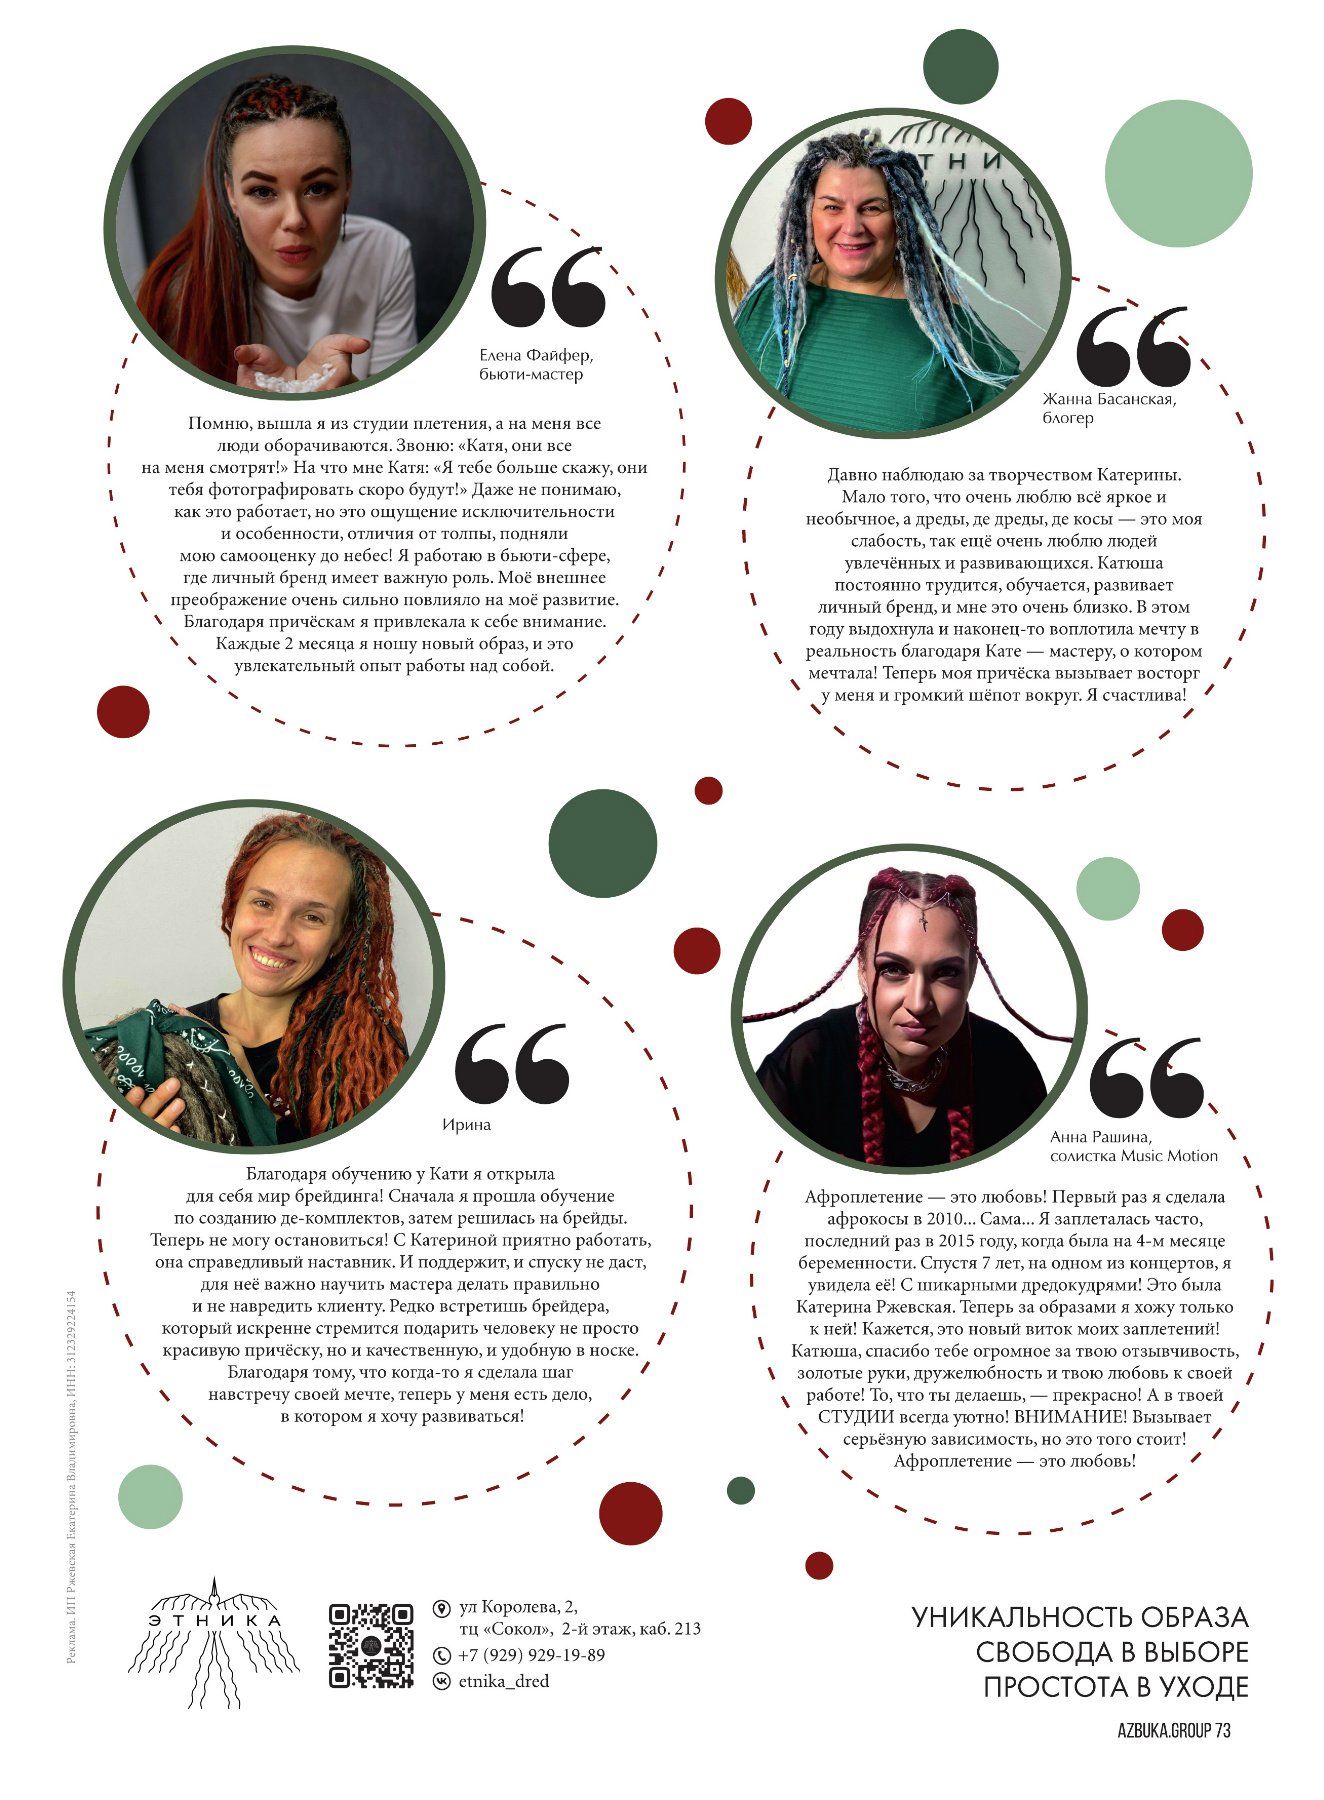 Елена Файфер,
бьюти-мастер
Помню, вышла я из студии плетения, а на меня все
люди оборачиваются. Звоню: «Катя, они все
на меня смотрят!» На что мне Катя: «Я тебе больше скажу, они
тебя фотографировать скоро будут!» Даже не понимаю,
как это работает, но это ощущение исключительности
и особенности, отличия от толпы, подняли
мою самооценку до небес! Я работаю в бьюти-сфере,
где личный бренд имеет важную роль. Моё внешнее
преображение очень сильно повлияло на моё развитие.
Благодаря причёскам я привлекала к себе внимание.
Каждые 2 месяца я ношу новый образ, и это
увлекательный опыт работы над собой.
ЭТНИ
Жанна Басанская,
блогер
Давно наблюдаю за творчеством Катерины.
Мало того, что очень люблю всё яркое и
необычное, а дреды, де дреды, де косы — это моя
слабость, так ещё очень люблю людей
увлечённых и развивающихся. Катюша
постоянно трудится, обучается, развивает
личный бренд, и мне это очень близко. В этом
году выдохнула и наконец-то воплотила мечту в
реальность благодаря Кате — мастеру, о котором
мечтала! Теперь моя причёска вызывает восторг
у меня и громкий шёпот вокруг. Я счастлива!
Ирина
Благодаря обучению у Кати я открыла
для себя мир брейдинга! Сначала я прошла обучение
по созданию де-комплектов, затем решилась на брейды.
Теперь не могу остановиться! С Катериной приятно работать,
она справедливый наставник. И поддержит, и спуску не даст,
для неё важно научить мастера делать правильно
и не навредить клиенту. Редко встретишь брейдера,
который искренне стремится подарить человеку не просто
красивую причёску, но и качественную, и удобную в носке.
Благодаря тому, что когда-то я сделала шаг
навстречу своей мечте, теперь у меня есть дело,
в котором я хочу развиваться!
Анна Рашина,
солистка Music Motion
Афроплетение — это любовь! Первый раз я сделала
афрокосы в 2010... Сама... Я заплеталась часто,
последний раз в 2015 году, когда была на 4-м месяце
беременности. Спустя 7 лет, на одном из концертов, я
увидела её! С шикарными дредокудрями! Это была
Катерина Ржевская. Теперь за образами я хожу только
к ней! Кажется, это новый виток моих заплетений!
Катюша, спасибо тебе огромное за твою отзывчивость,
золотые руки, дружелюбность и твою любовь к своей
работе! То, что ты делаешь, — прекрасно! А в твоей
СТУДИИ всегда уютно! ВНИМАНИЕ! Вызывает
серьёзную зависимость, но это того стоит!
Афроплетение — это любовь!
Реклама. ИП Ржевская Екатерина Владимировна, ИНН: 312329224154
ЭТНИКА
ул Королева, 2,
тц «Сокол», 2-й этаж, каб. 213
+7 (929) 929-19-89
etnika_dred
УНИКАЛЬНОСТЬ ОБРАЗА
СВОБОДА В ВЫБОРЕ
ПРОСТОТА В УХОДЕ
AZBUKA.GROUP 73